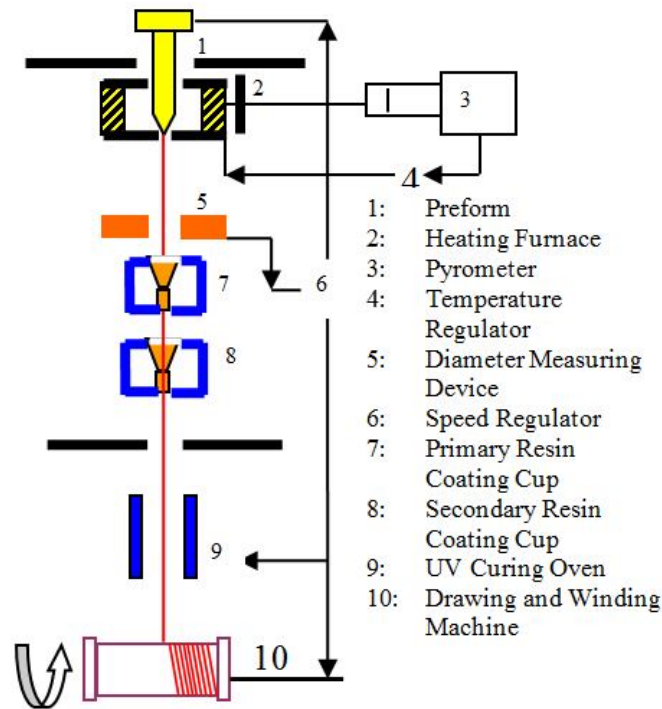 1
2
3
4
5
6
7
8
9
10
1: Preform
2: Heating Furnace
3: Pyrometer
4: Temperature
Regulator
5: Diameter Measuring
Device
6: Speed Regulator
7: Primary Resin
Coating Cup
8: Secondary Resin
Coating Cup
9: UV Curing Oven
10: Drawing and Winding
Machine